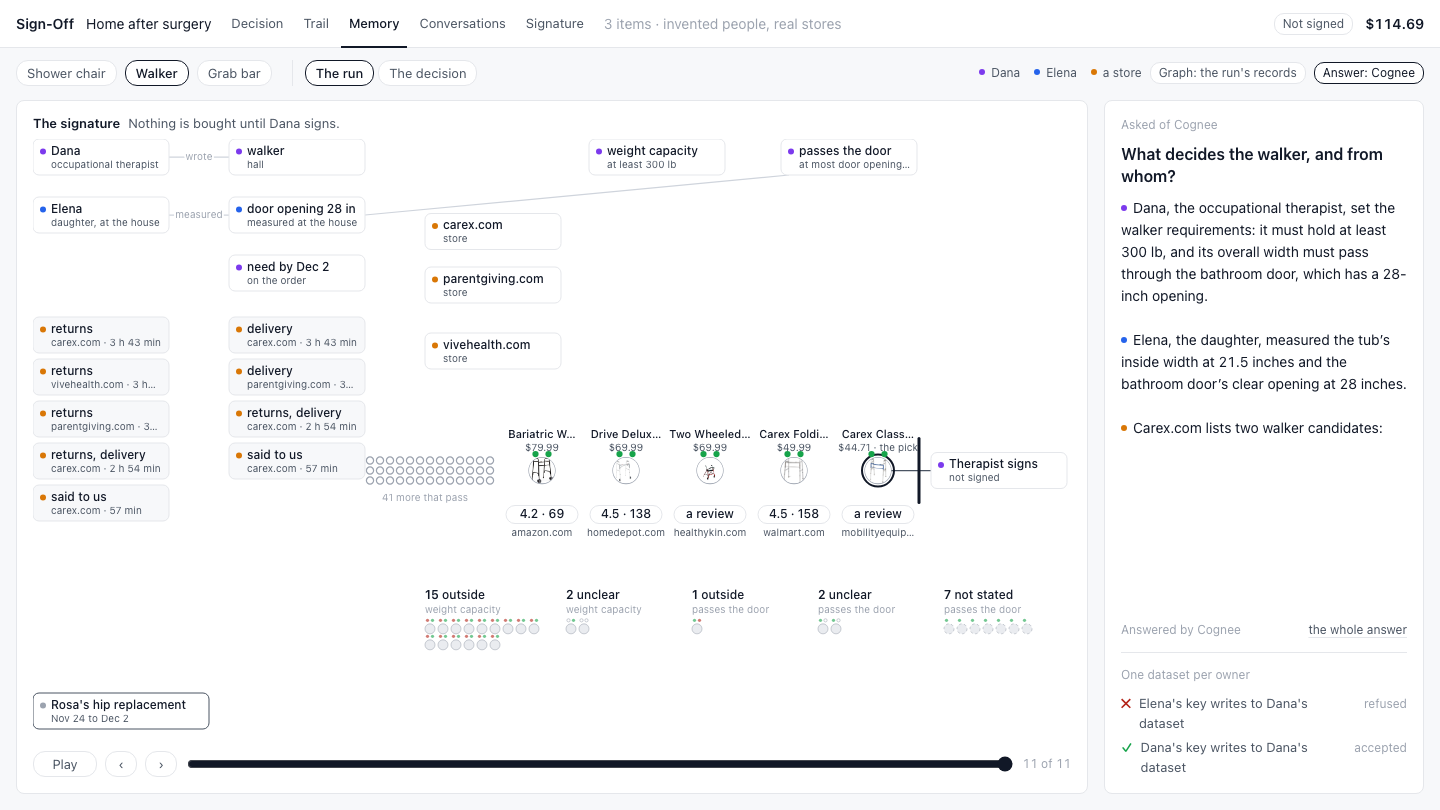 Sign-Off Home after surgery Decision Trail Memory Conversations Signature 3 items · invented people, real stores Not signed $114.69
Shower chair Walker Grab bar The run The decision Dana Elena a store Graph: the run's records Answer: Cognee
The signature Nothing is bought until Dana signs.
Dana
occupational therapist
wrote
walker
hall
weight capacity
at least 300 lb
passes the door
at most door opening...
Elena
daughter, at the house
measured
door opening 28 in
measured at the house
carex.com
store
need by Dec 2
on the order
parentgiving.com
store
returns
carex.com · 3 h 43 min
delivery
carex.com · 3 h 43 min
vivehealth.com
store
returns
vivehealth.com · 3 h...
delivery
parentgiving.com · 3...
returns
parentgiving.com · 3...
returns, delivery
carex.com · 2 h 54 min
returns, delivery
carex.com · 2 h 54 min
said to us
carex.com · 57 min
said to us
carex.com · 57 min
41 more that pass
Bariatric W... Drive Delux... Two Wheeled... Carex Foldi... Carex Class...
$79.99 $69.99 $69.99 $49.99 $44.71 · the pick
Therapist signs
not signed
4.2 · 69 4.5 · 138 a review 4.5 · 158 a review
amazon.com homedepot.com healthykin.com walmart.com mobilityequip...
15 outside 2 unclear 1 outside 2 unclear 7 not stated
weight capacity weight capacity passes the door passes the door passes the door
Rosa's hip replacement
Nov 24 to Dec 2
Play ‹ › 11 of 11
Asked of Cognee
What decides the walker, and from
whom?
Dana, the occupational therapist, set the
walker requirements: it must hold at least
300 lb, and its overall width must pass
through the bathroom door, which has a 28-
inch opening.
Elena, the daughter, measured the tub’s
inside width at 21.5 inches and the
bathroom door’s clear opening at 28 inches.
Carex.com lists two walker candidates:
Answered by Cognee the whole answer
One dataset per owner
Elena's key writes to Dana's refused
dataset
Dana's key writes to Dana's accepted
dataset